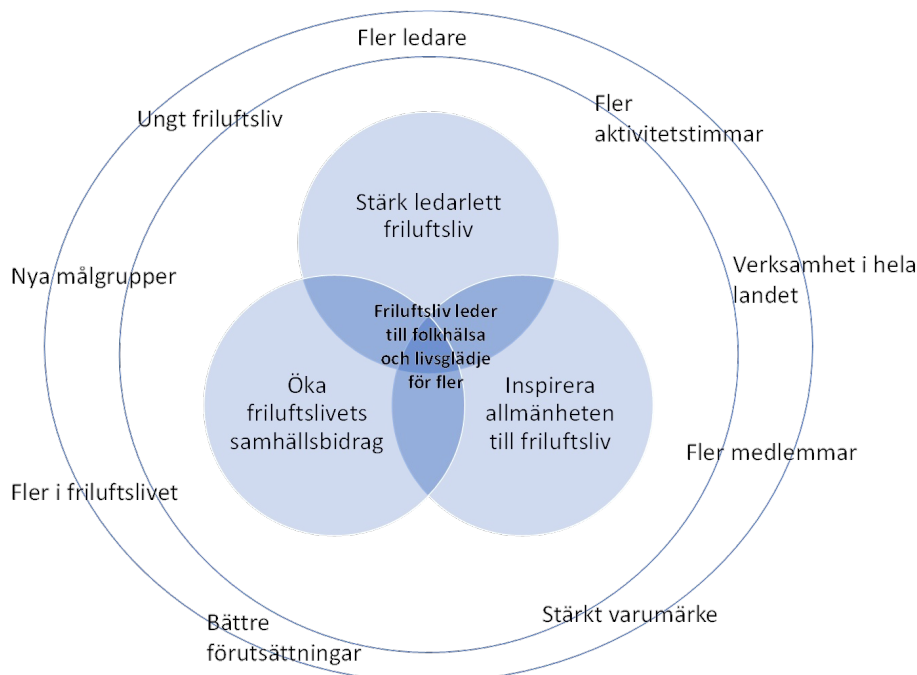 Fler ledare
Ungt friluftsliv
Fler
aktivitetstimmar
Stärk ledarlett
friluftsliv
Nya målgrupper
Verksamhet i hela
landet
Friluftsliv leder
till folkhälsa
och livsglädje
för fler
Öka
friluftslivets
samhällsbidrag
Inspirera
allmänheten
till friluftsliv
Fler medlemmar
Fler i friluftslivet
Stärkt varumärke
Bättre
förutsättningar